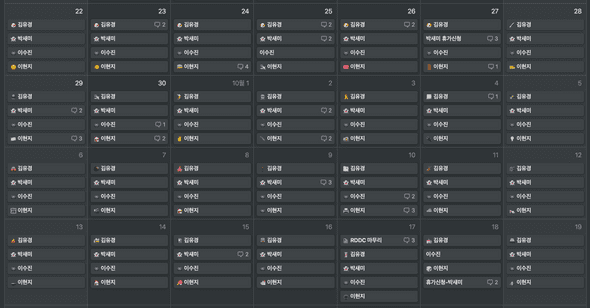 22
김유경
박세미
이수진
이현지
23
김유경 2
박세미
이수진
이현지
24
김유경
박세미
이수진
이현지 4
25
김유경 2
박세미 2
이수진
이현지
26
김유경 2
박세미
이수진
이현지
27
김유경
박세미 휴가신청 3
이수진
이현지 1
28
김유경
박세미
이수진
이현지
29
김유경
박세미 2
이수진
이현지 3
30
김유경
박세미
이수진 1
이현지 2
10월 1
김유경
박세미
이수진
이현지
2
김유경
박세미 2
이수진
이현지 2
3
김유경
박세미
이수진
이현지
4
김유경 1
박세미
이수진
이현지
5
김유경
박세미
이수진
이현지
6
김유경
박세미
이수진
이현지
7
김유경
박세미
이수진
이현지
8
김유경
박세미
이수진
이현지
9
김유경
박세미 3
이수진
이현지
10
김유경
박세미
이수진 2
이현지 3
11
김유경
박세미
이수진
이현지
12
김유경
박세미
이수진
이현지
13
김유경
박세미
이수진
이현지
14
김유경
박세미
이수진
이현지
15
김유경
박세미 2
이수진
이현지
16
김유경
박세미
이수진
이현지
17
RDDC 마무리 3
김유경
박세미
이수진
이현지
18
김유경
이수진
이현지
휴가신청-박세미 2
19
김유경
박세미
이수진
이현지